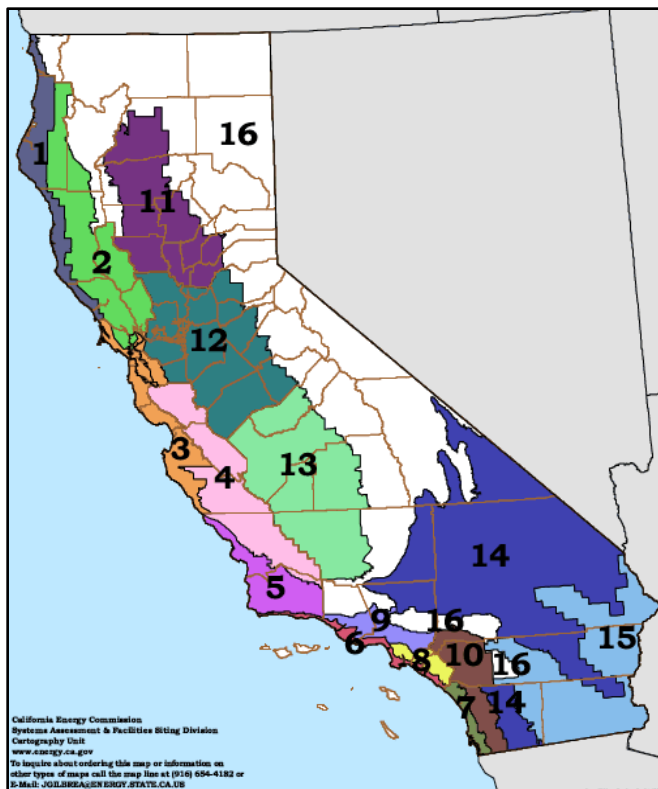 16
1
11
2
12
3
4
13
14
5
9
16
15
6
8
10
16
7
14
California Energy Commission
Systems Assessment & Facilities Siting Division
Cartography Unit
www.energy.ca.gov
To inquire about ordering this map or information on
other types of maps call the map line at (916) 654-4182 or
E-Mail: JGILBREA@ENERGY.STATE.CA.US